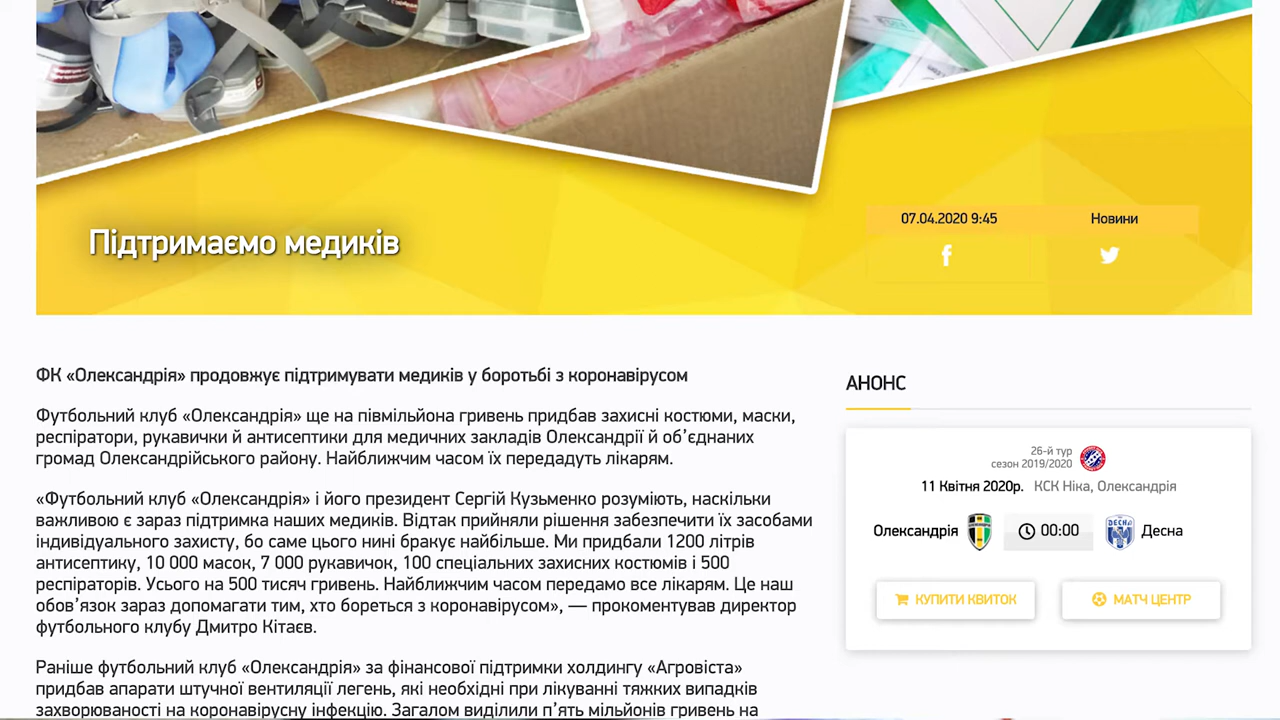 Підтримаємо медиків
07.04.2020 9:45
Новини
ФК «Олександрія» продовжує підтримувати медиків у боротьбі з коронавірусом
Футбольний клуб «Олександрія» ще на півмільйона гривень придбав захисні костюми, маски,
респіратори, рукавички й антисептики для медичних закладів Олександрії й об’єднаних
громад Олександрійського району. Найближчим часом їх передадуть лікарям.
«Футбольний клуб «Олександрія» і його президент Сергій Кузьменко розуміють, наскільки
важливою є зараз підтримка наших медиків. Відтак прийняли рішення забезпечити їх засобами
індивідуального захисту, бо саме цього нині бракує найбільше. Ми придбали 1200 літрів
антисептику, 10 000 масок, 7 000 рукавичок, 100 спеціальних захисних костюмів і 500
респіраторів. Усього на 500 тисяч гривень. Найближчим часом передамо все лікарям. Це наш
обов’язок зараз допомагати тим, хто бореться з коронавірусом», — прокоментував директор
футбольного клубу Дмитро Кітаєв.
Раніше футбольний клуб «Олександрія» за фінансової підтримки холдингу «Агровіста»
придбав апарати штучної вентиляції легень, які необхідні при лікуванні тяжких випадків
захворюваності на коронавірусну інфекцію. Загалом виділили п’ять мільйонів гривень на
АНОНС
26-й тур
сезон 2019/2020
11 Квітня 2020р. КСК Ніка, Олександрія
Олександрія 00:00 ДЕСНА Десна
КУПИТИ КВИТОК
МАТЧ ЦЕНТР